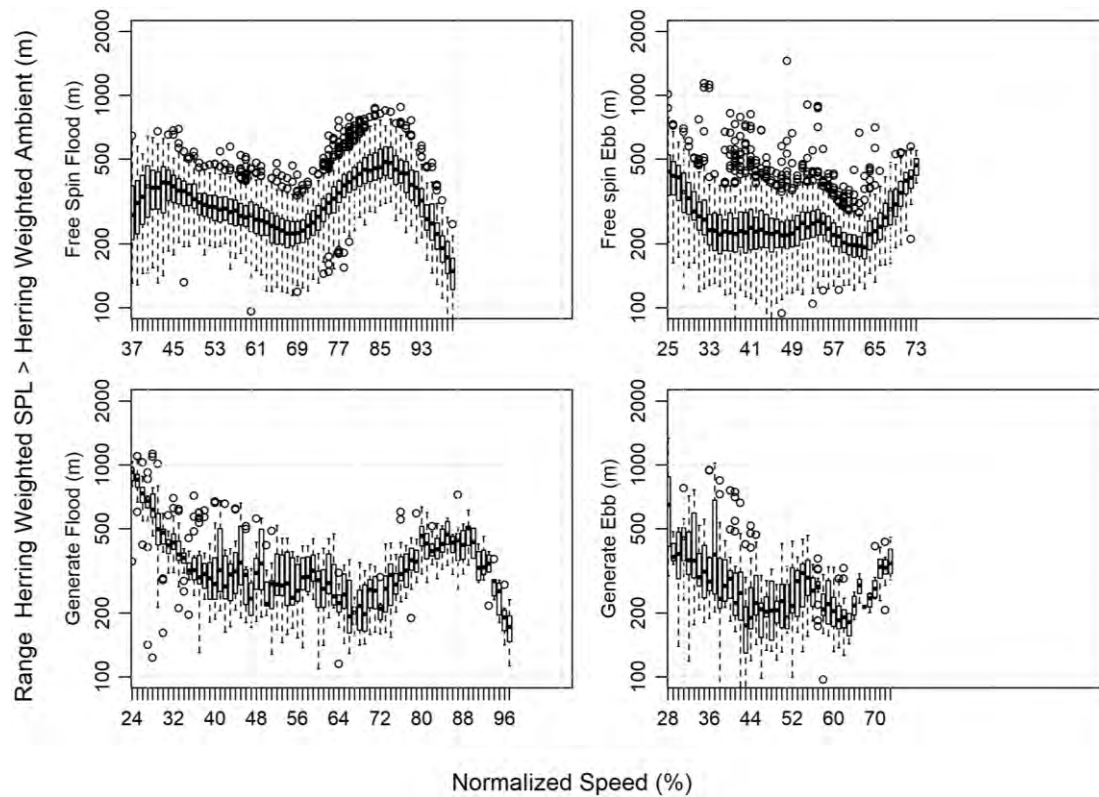 Range Herring Weighted SPL > Herring Weighted Ambient (m)
Free Spin Flood (m)
2000
1000
500
200
100
37 45 53 61 69 77 85 93
Free spin Ebb (m)
2000
1000
500
200
100
25 33 41 49 57 65 73
Generate Flood (m)
2000
1000
500
200
100
24 32 40 48 56 64 72 80 88 96
Generate Ebb (m)
2000
1000
500
200
100
28 36 44 52 60 70
Normalized Speed (%)